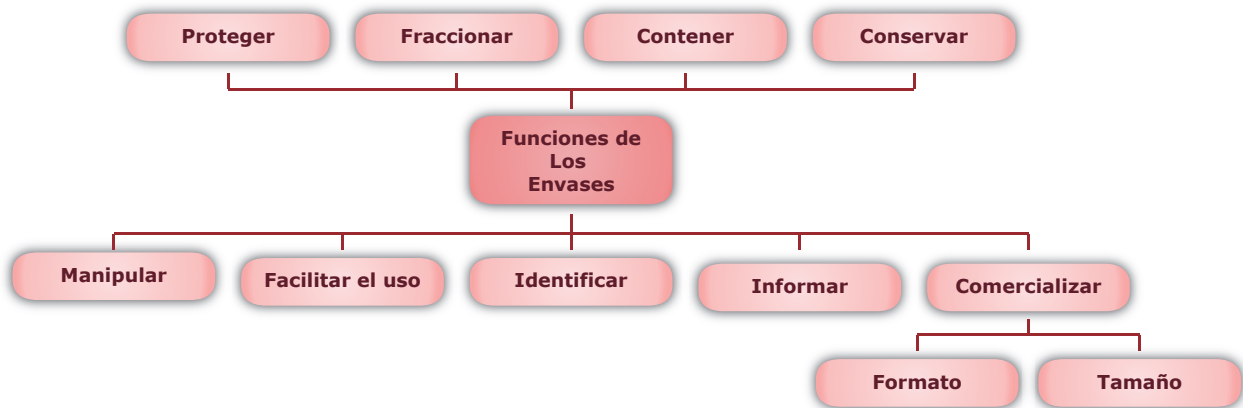 Proteger
Fraccionar
Contener
Conservar
Funciones de
Los
Envases
Manipular
Facilitar el uso
Identificar
Informar
Comercializar
Formato
Tamaño